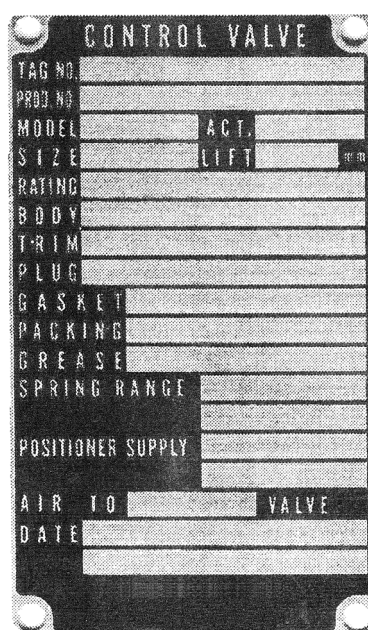 CONTROL VALVE
TAG NO.
PROJ. NO.
MODEL ACT.
SIZE LIFT mm
RATING
BODY
TRIM
PLUG
GASKET
PACKING
GREASE
SPRING RANGE
POSITIONER SUPPLY
AIR TO VALVE
DATE